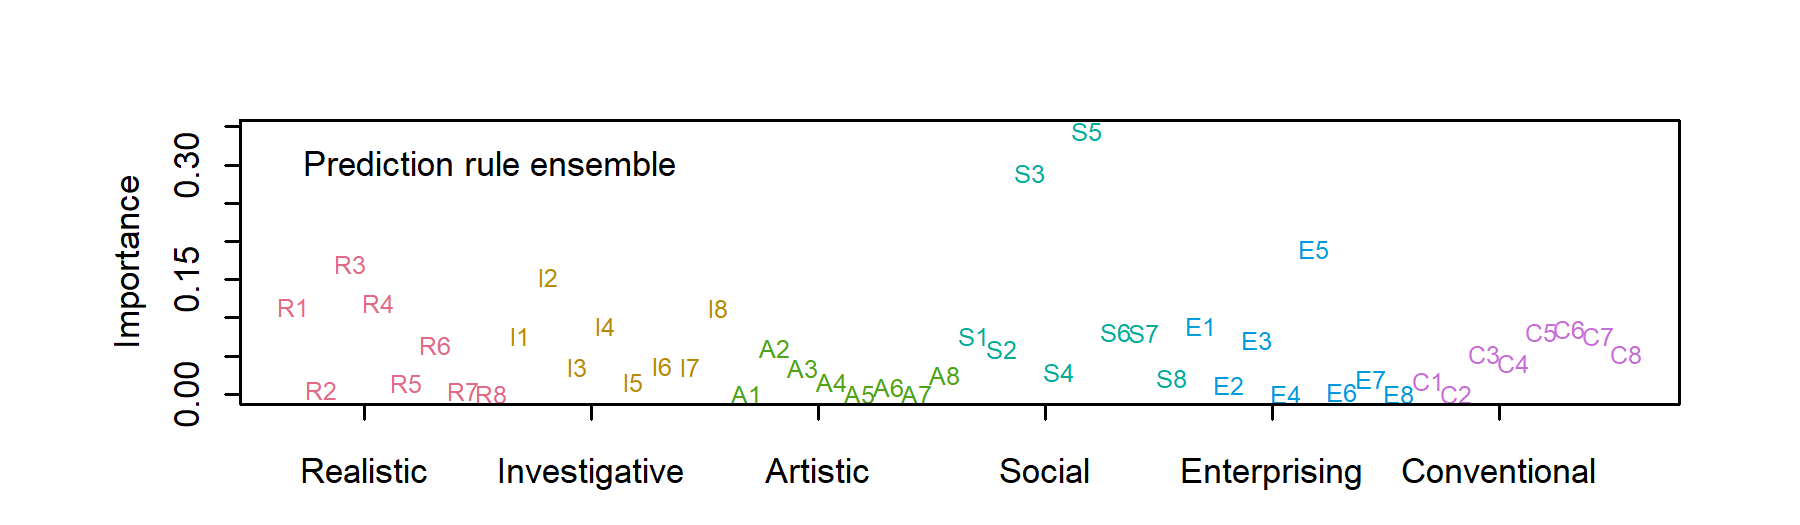 Prediction rule ensemble
Importance
0.00 0.15 0.30
R1 R2 R3 R4 R5 R6 R7 R8
I1 I2 I3 I4 I5 I6 I7 I8
A1 A2 A3 A4 A5 A6 A7 A8
S1 S2 S3 S4 S5 S6 S7 S8
E1 E2 E3 E4 E5 E6 E7 E8
C1 C2 C3 C4 C5 C6 C7 C8
Realistic Investigative Artistic Social Enterprising Conventional